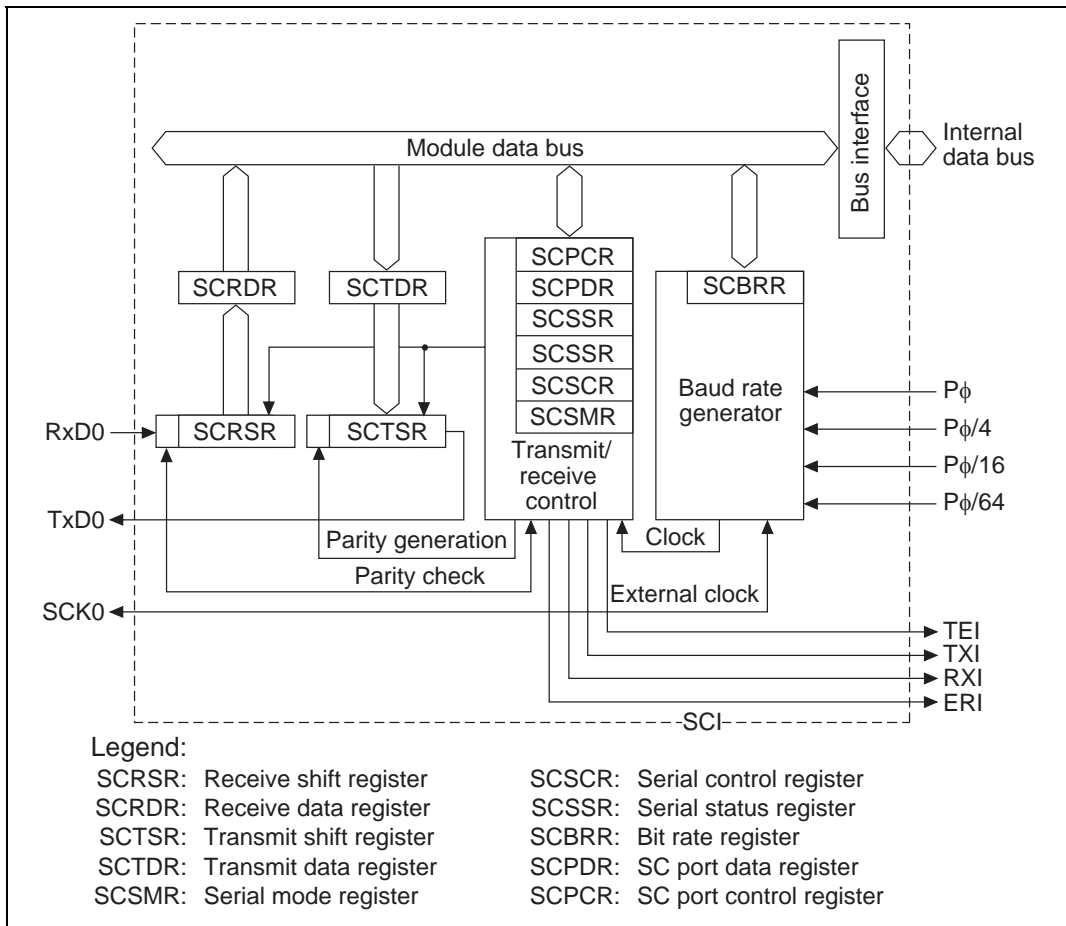 Module data bus
Bus interface
Internal
data bus
SCRDR
SCTDR
SCPCR
SCPDR
SCSSR
SCSSR
SCSCR
SCSMR
Transmit/
receive
control
SCBRR
Baud rate
generator
Pϕ
Pϕ/4
Pϕ/16
Pϕ/64
RxD0
SCRSR
SCTSR
TxD0
Parity generation
Clock
Parity check
External clock
SCK0
TEI
TXI
RXI
ERI
SCI
Legend:
SCRSR: Receive shift register
SCRDR: Receive data register
SCTSR: Transmit shift register
SCTDR: Transmit data register
SCSMR: Serial mode register
SCSCR: Serial control register
SCSSR: Serial status register
SCBRR: Bit rate register
SCPDR: SC port data register
SCPCR: SC port control register